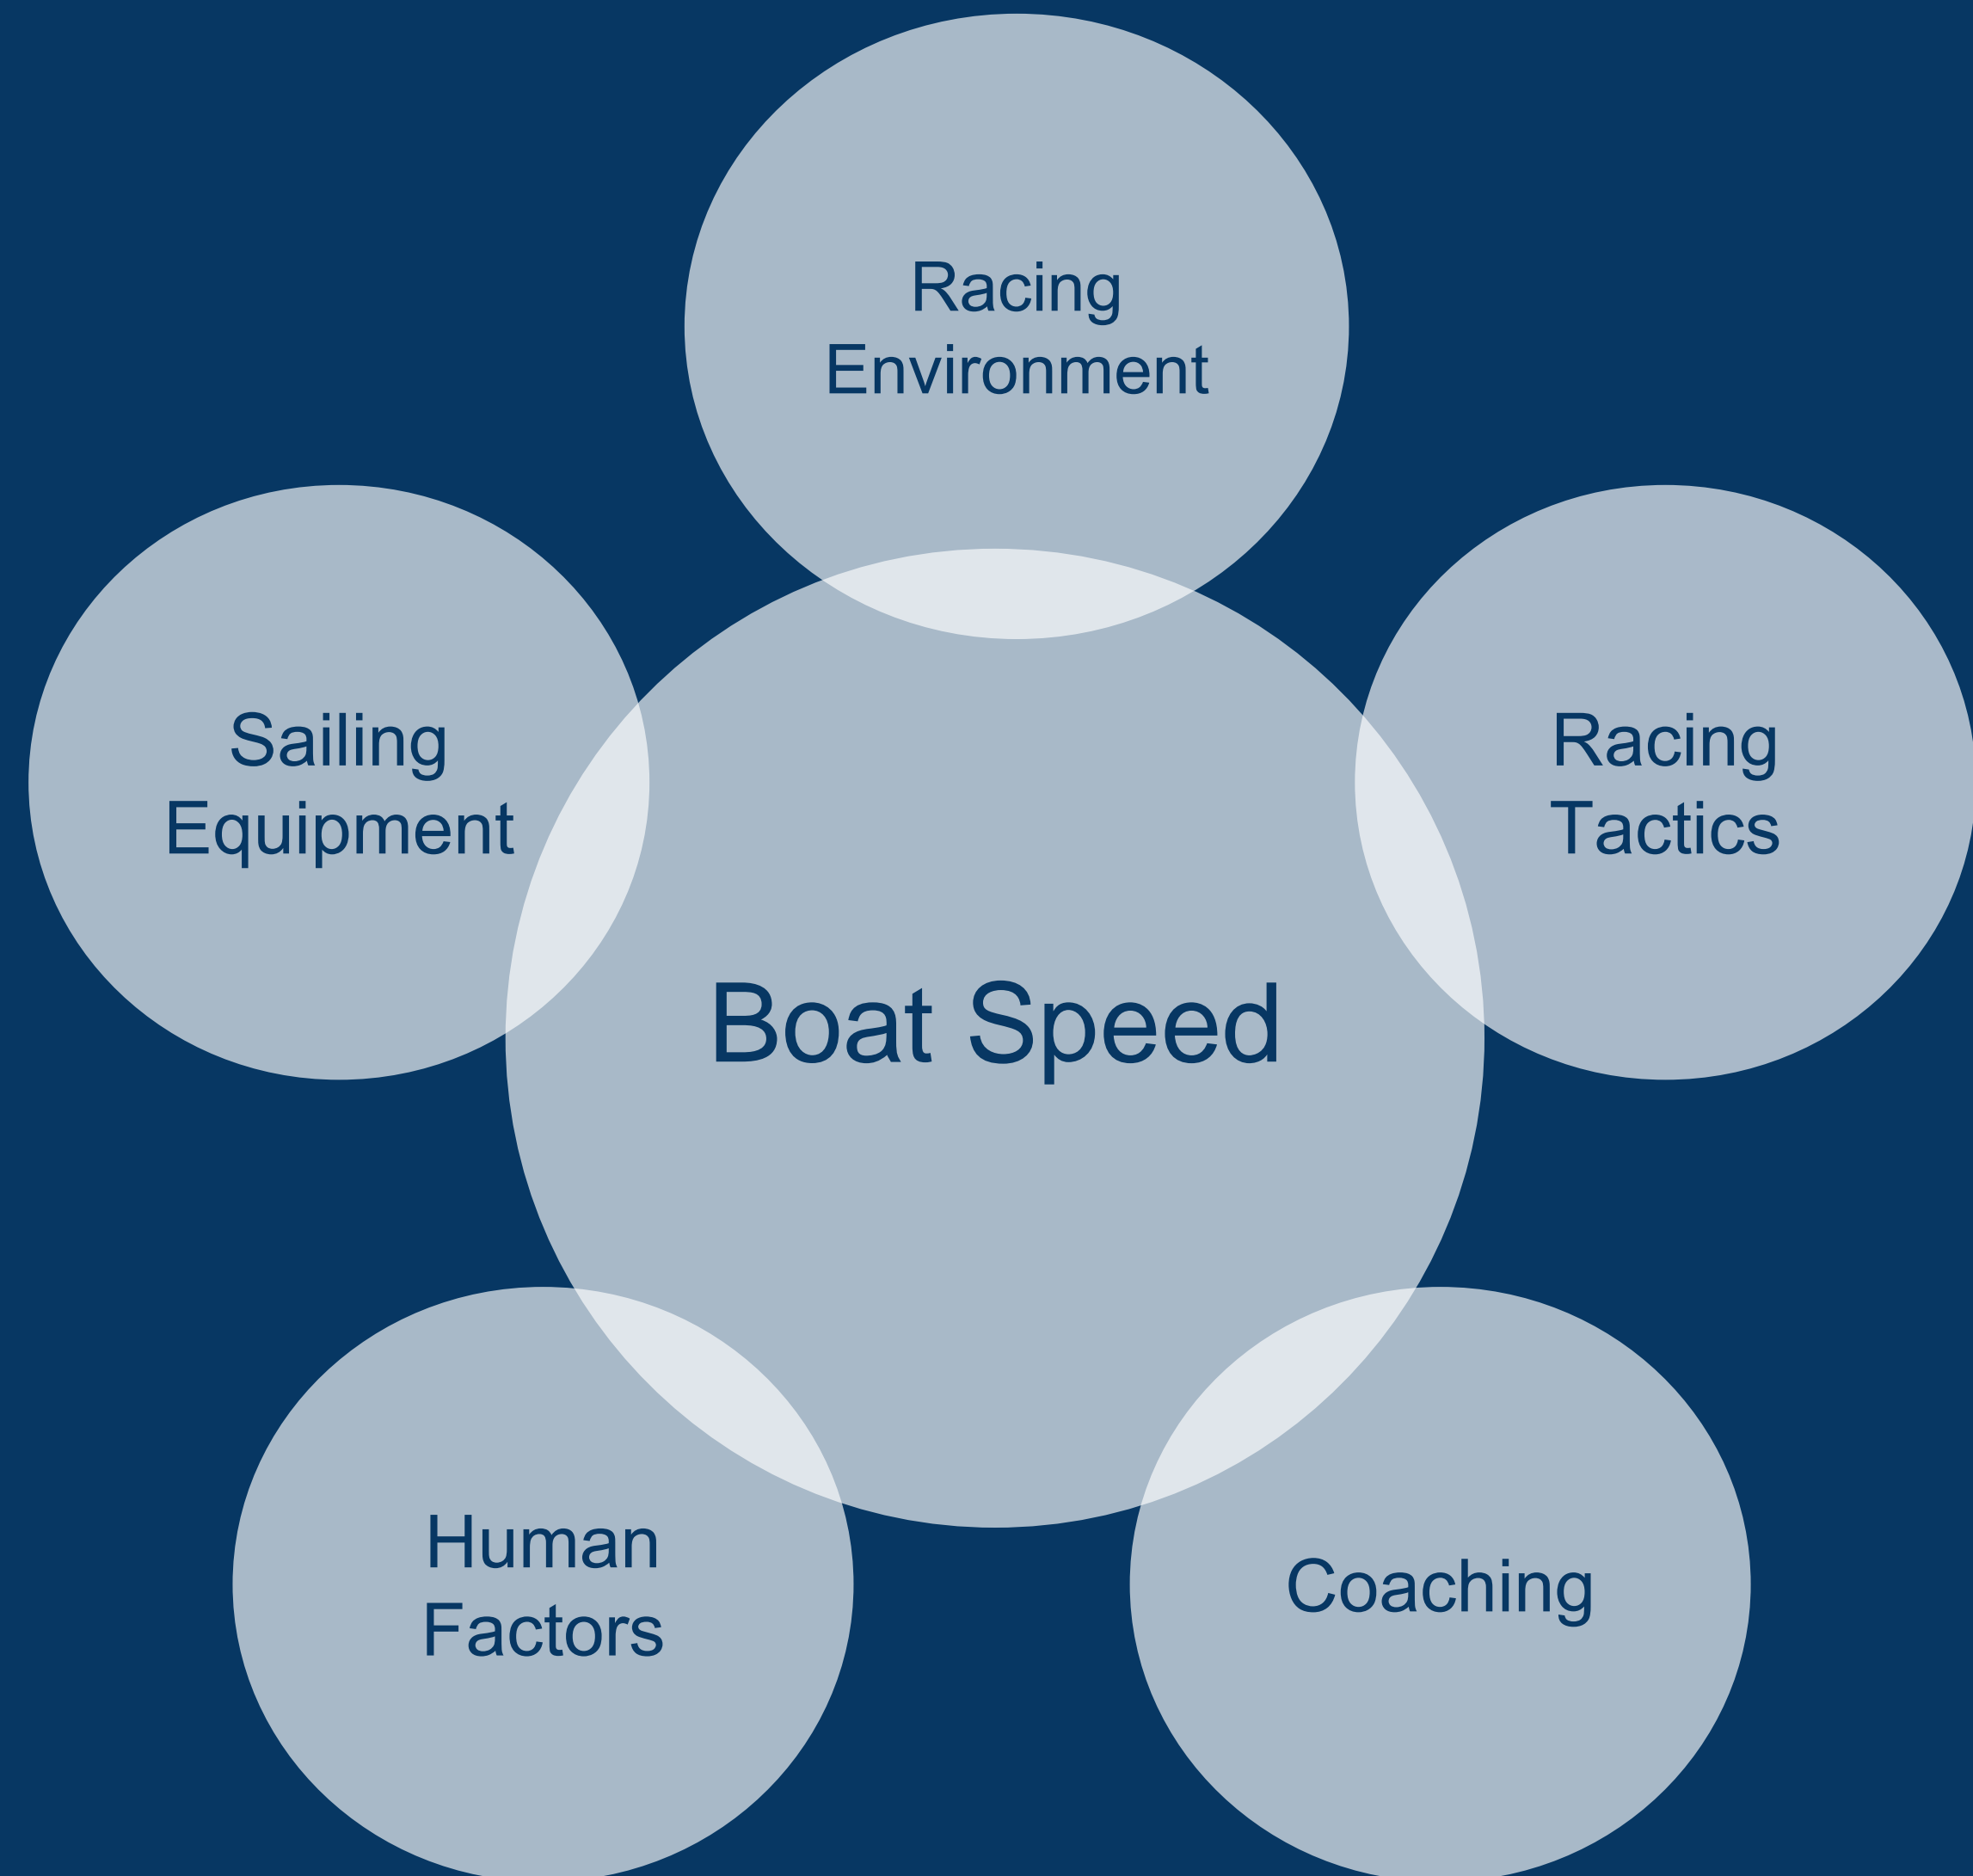 Racing
Environment
Sailing
Equipment
Racing
Tactics
Boat Speed
Human
Factors
Coaching